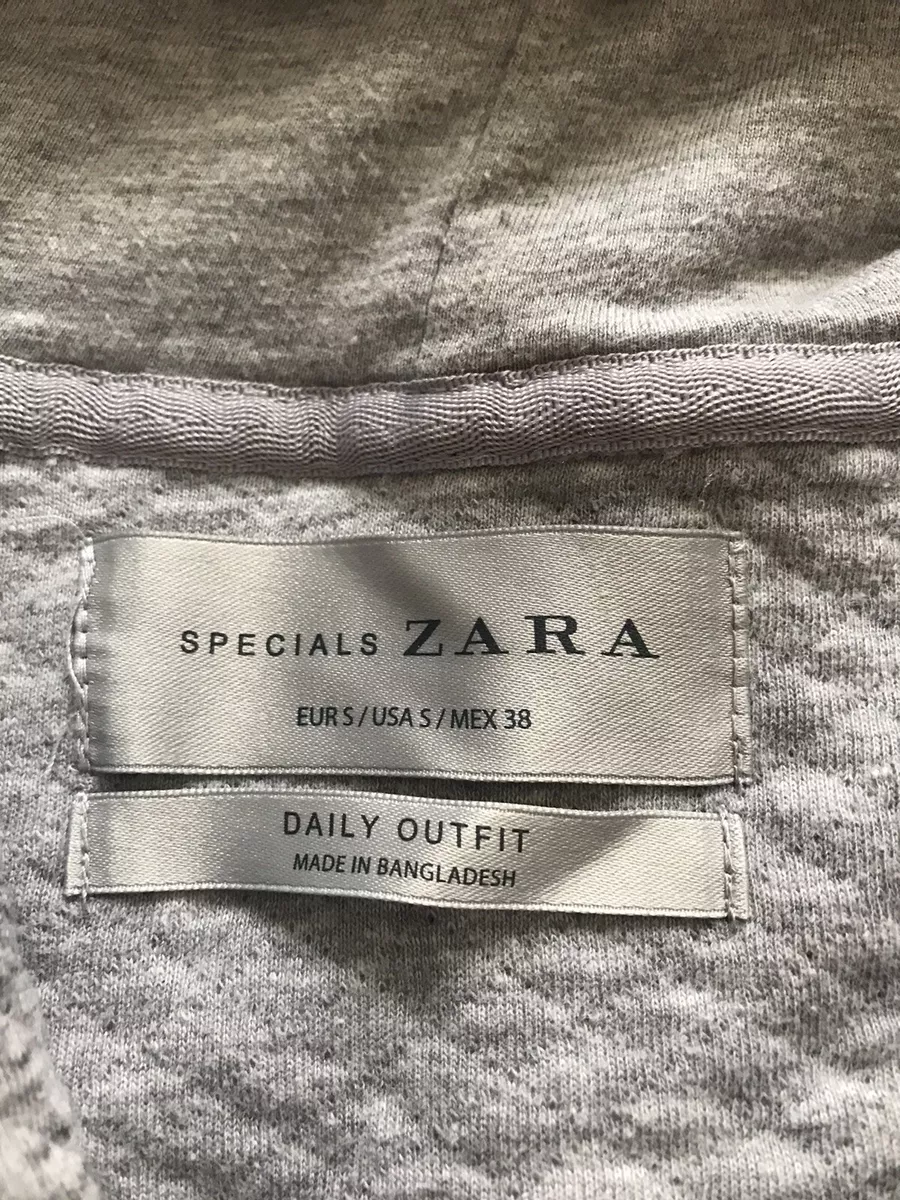 SPECIALS ZARA
EUR S / USA S / MEX 38
DAILY OUTFIT
MADE IN BANGLADESH